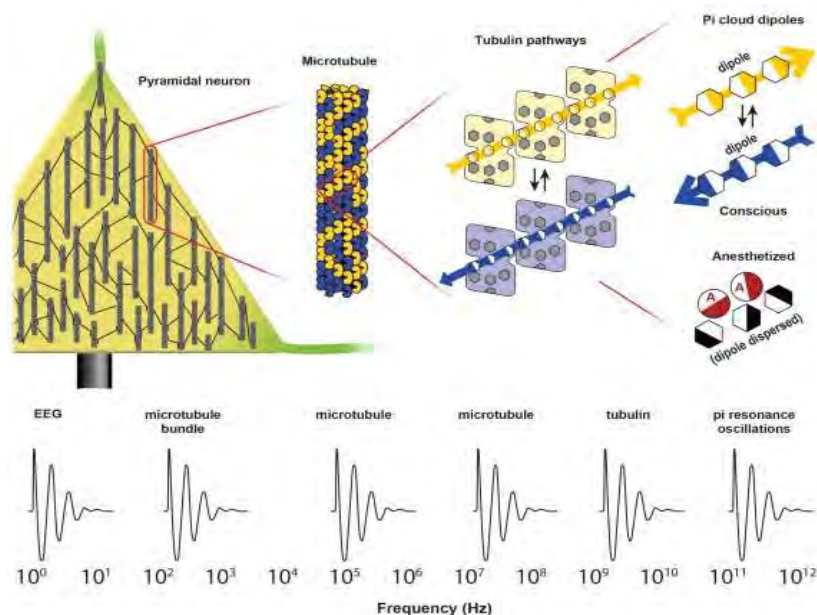 Pyramidal neuron
Microtubule
Tubulin pathways
Pi cloud dipoles
dipole
dipole
Conscious
Anesthetized
A
A
(dipole dispersed)
EEG
microtubule
bundle
microtubule
microtubule
tubulin
pi resonance
oscillations
10⁰ 10¹ 10² 10³ 10⁴ 10⁵ 10⁶ 10⁷ 10⁸ 10⁹ 10¹⁰ 10¹¹ 10¹²
Frequency (Hz)